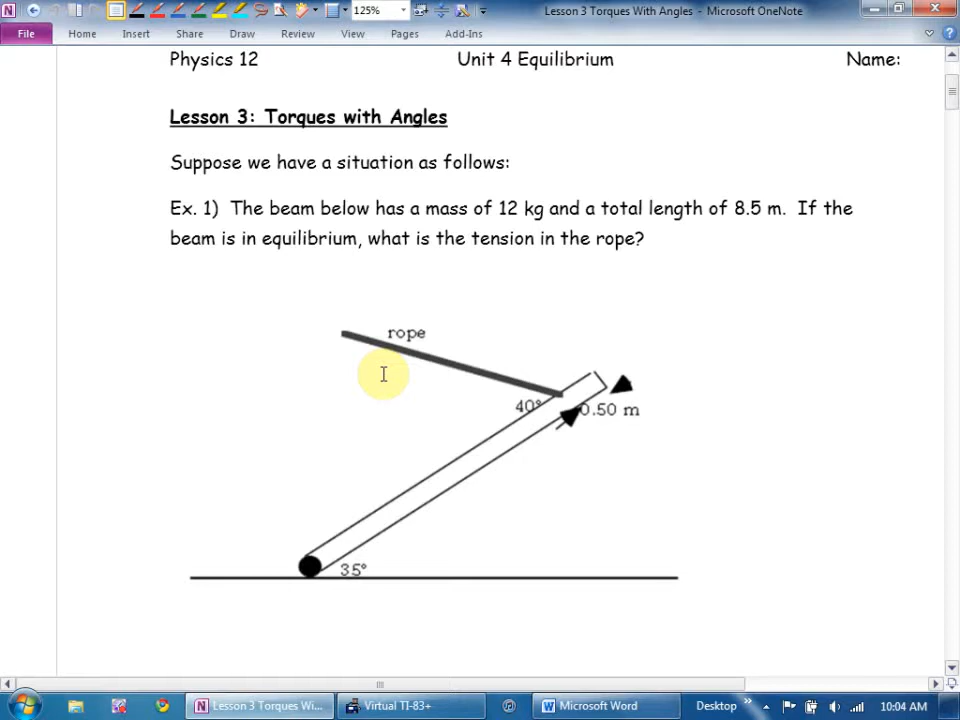 125%
Lesson 3 Torques With Angles - Microsoft OneNote
File Home Insert Share Draw Review View Pages Add-Ins
Physics 12 Unit 4 Equilibrium Name:
Lesson 3: Torques with Angles
Suppose we have a situation as follows:
Ex. 1) The beam below has a mass of 12 kg and a total length of 8.5 m. If the
beam is in equilibrium, what is the tension in the rope?
rope
40°
0.50 m
35°
Lesson 3 Torques Wi... Virtual TI-83+ Microsoft Word Desktop 10:04 AM